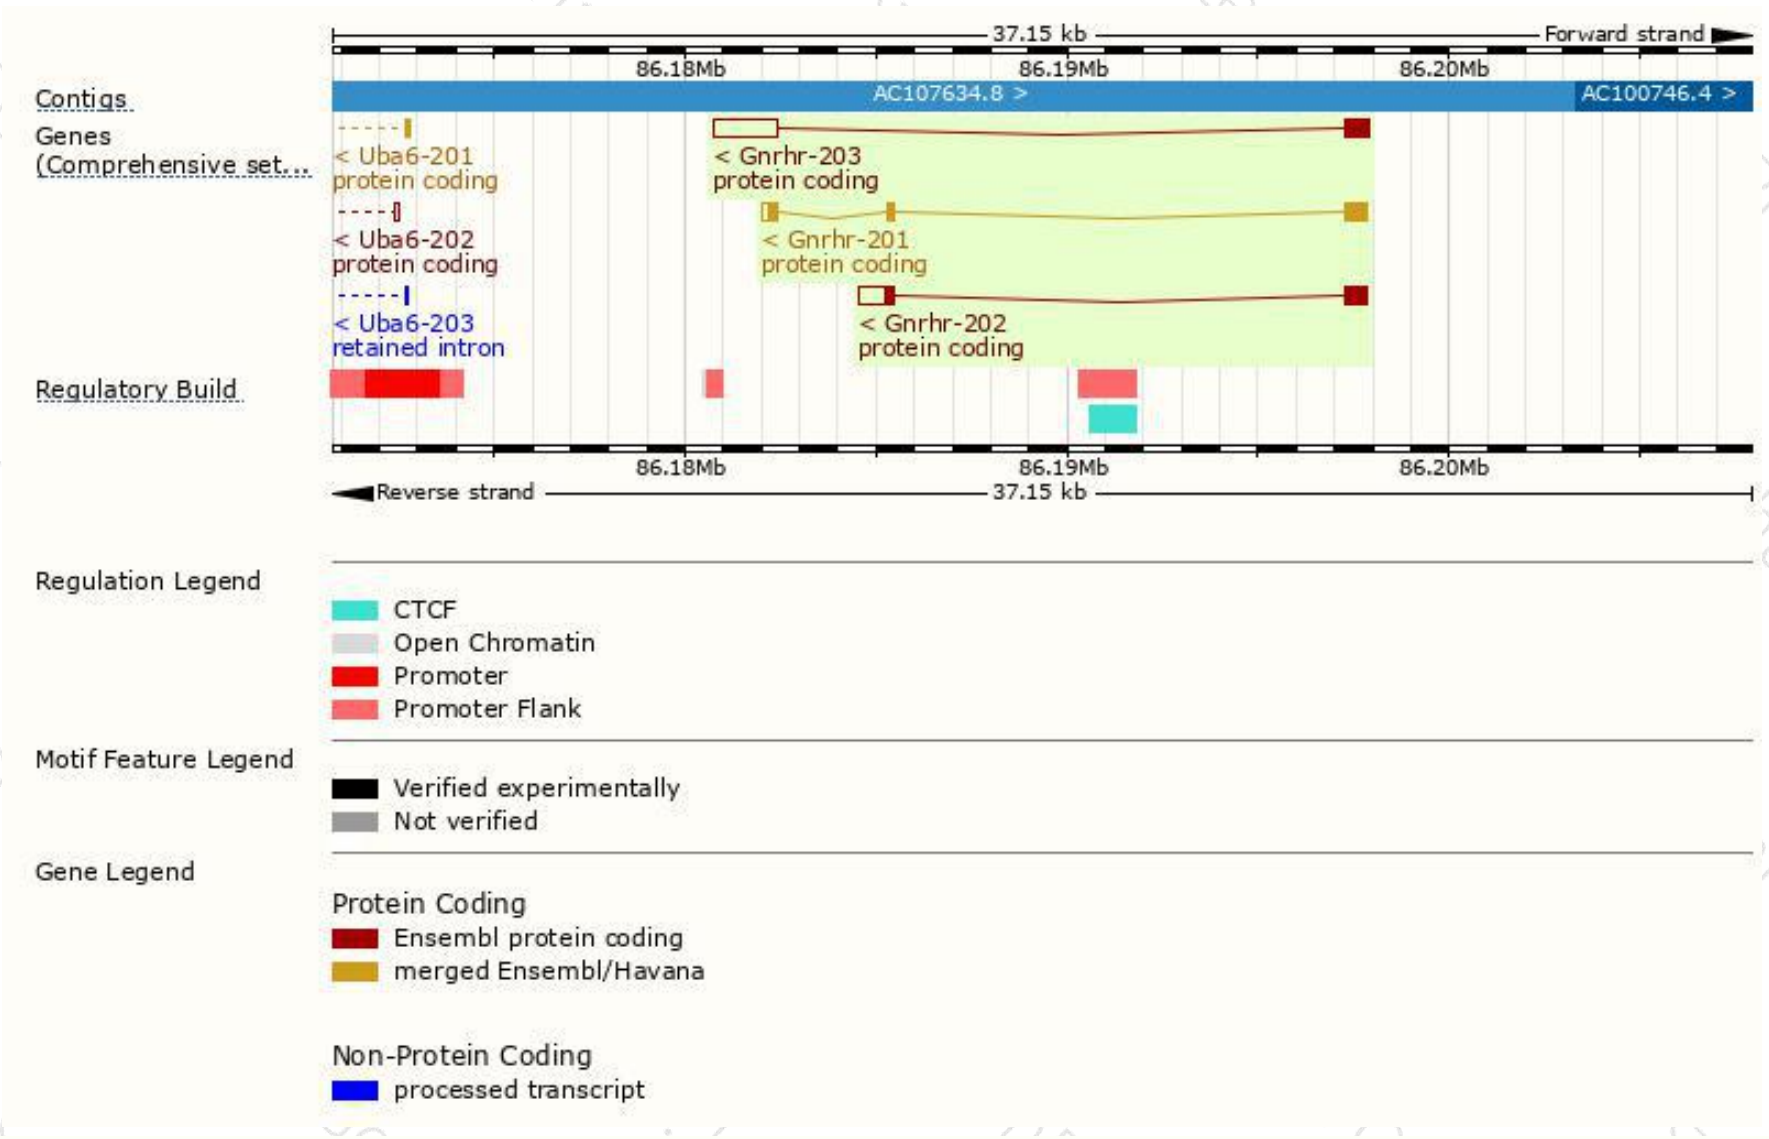 37.15 kb
Forward strand
86.18Mb 86.19Mb 86.20Mb
Contigs
AC107634.8 >
AC100746.4 >
Genes
(Comprehensive set...
< Uba6-201
protein coding
< Gnrhr-203
protein coding
< Uba6-202
protein coding
< Gnrhr-201
protein coding
< Uba6-203
retained intron
< Gnrhr-202
protein coding
Regulatory Build
86.18Mb 86.19Mb 86.20Mb
Reverse strand
37.15 kb
Regulation Legend
CTCF
Open Chromatin
Promoter
Promoter Flank
Motif Feature Legend
Verified experimentally
Not verified
Gene Legend
Protein Coding
Ensembl protein coding
merged Ensembl/Havana
Non-Protein Coding
processed transcript